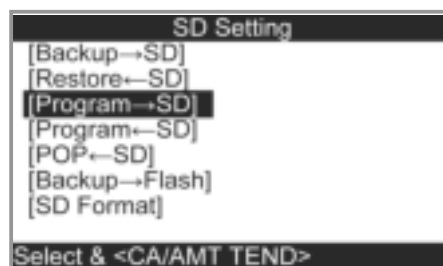 SD Setting
[Backup→SD]
[Restore←SD]
[Program→SD]
[Program←SD]
[POP←SD]
[Backup→Flash]
[SD Format]
Select & <CA/AMT TEND>